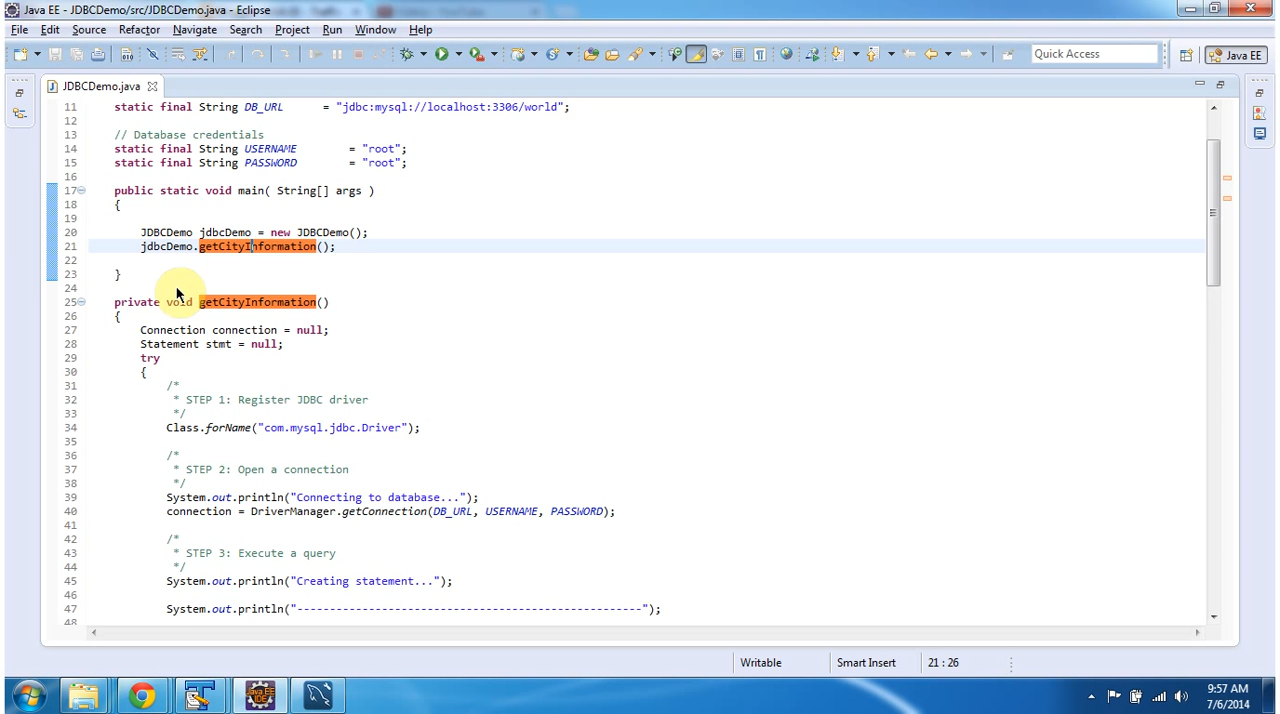 Java EE - JDBCDemo/src/JDBCDemo.java - Eclipse
File Edit Source Refactor Navigate Search Project Run Window Help
Quick Access
Java EE
JDBCDemo.java
11 static final String DB_URL = "jdbc:mysql://localhost:3306/world";
12
13 // Database credentials
14 static final String USERNAME = "root";
15 static final String PASSWORD = "root";
16
17 public static void main( String[] args )
18 {
19
20 JDBCDemo jdbcDemo = new JDBCDemo();
21 jdbcDemo.getCityInformation();
22
23 }
24
25 private void getCityInformation()
26 {
27 Connection connection = null;
28 Statement stmt = null;
29 try
30 {
31 /*
32 * STEP 1: Register JDBC driver
33 */
34 Class.forName("com.mysql.jdbc.Driver");
35
36 /*
37 * STEP 2: Open a connection
38 */
39 System.out.println("Connecting to database...");
40 connection = DriverManager.getConnection(DB_URL, USERNAME, PASSWORD);
41
42 /*
43 * STEP 3: Execute a query
44 */
45 System.out.println("Creating statement...");
46
47 System.out.println("-----------------------------------------------------");
48
Writable Smart Insert 21 : 26
Java EE IDE
9:57 AM
7/6/2014